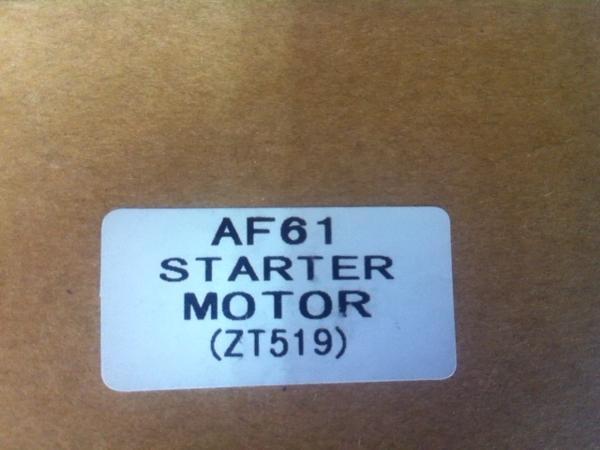 AF61
STARTER
MOTOR
(ZT519)